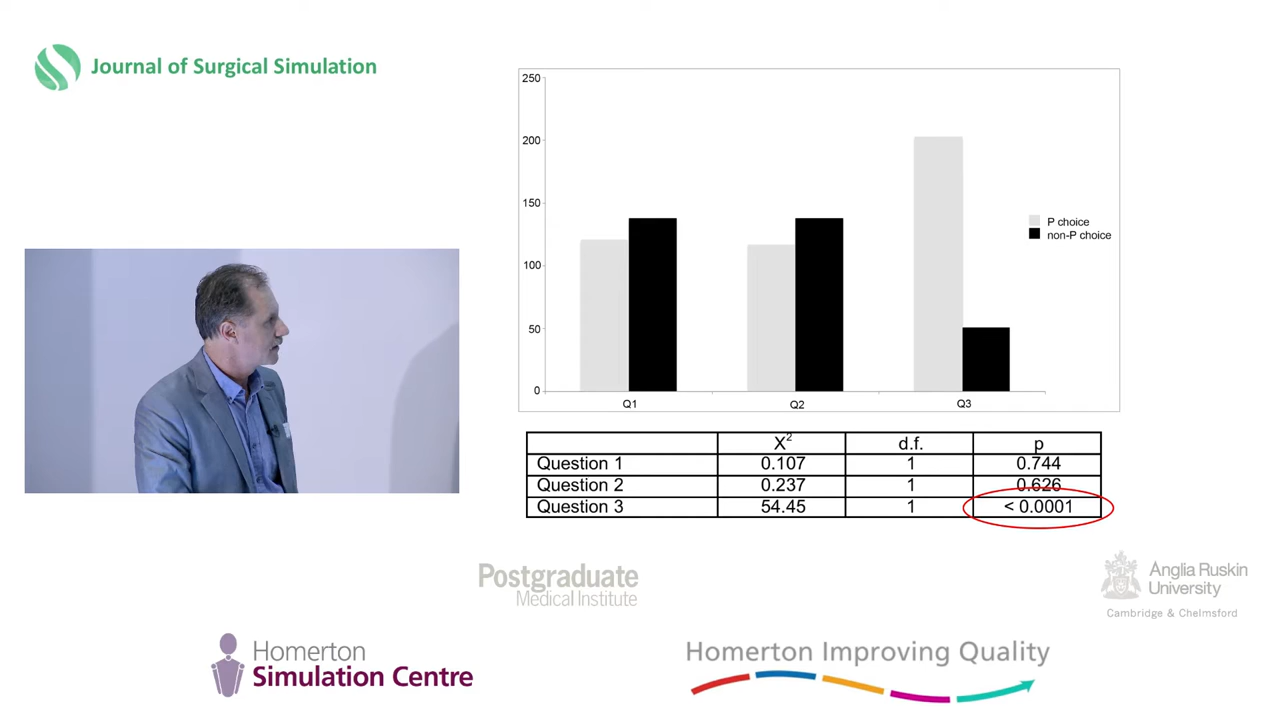 Journal of Surgical Simulation
250
200
150
100
50
0
Q1 Q2 Q3
P choice
non-P choice
X2 d.f. p
Question 1 0.107 1 0.744
Question 2 0.237 1 0.626
Question 3 54.45 1 < 0.0001
Postgraduate
Medical Institute
Anglia Ruskin
University
Cambridge & Chelmsford
Homerton
Simulation Centre
Homerton Improving Quality